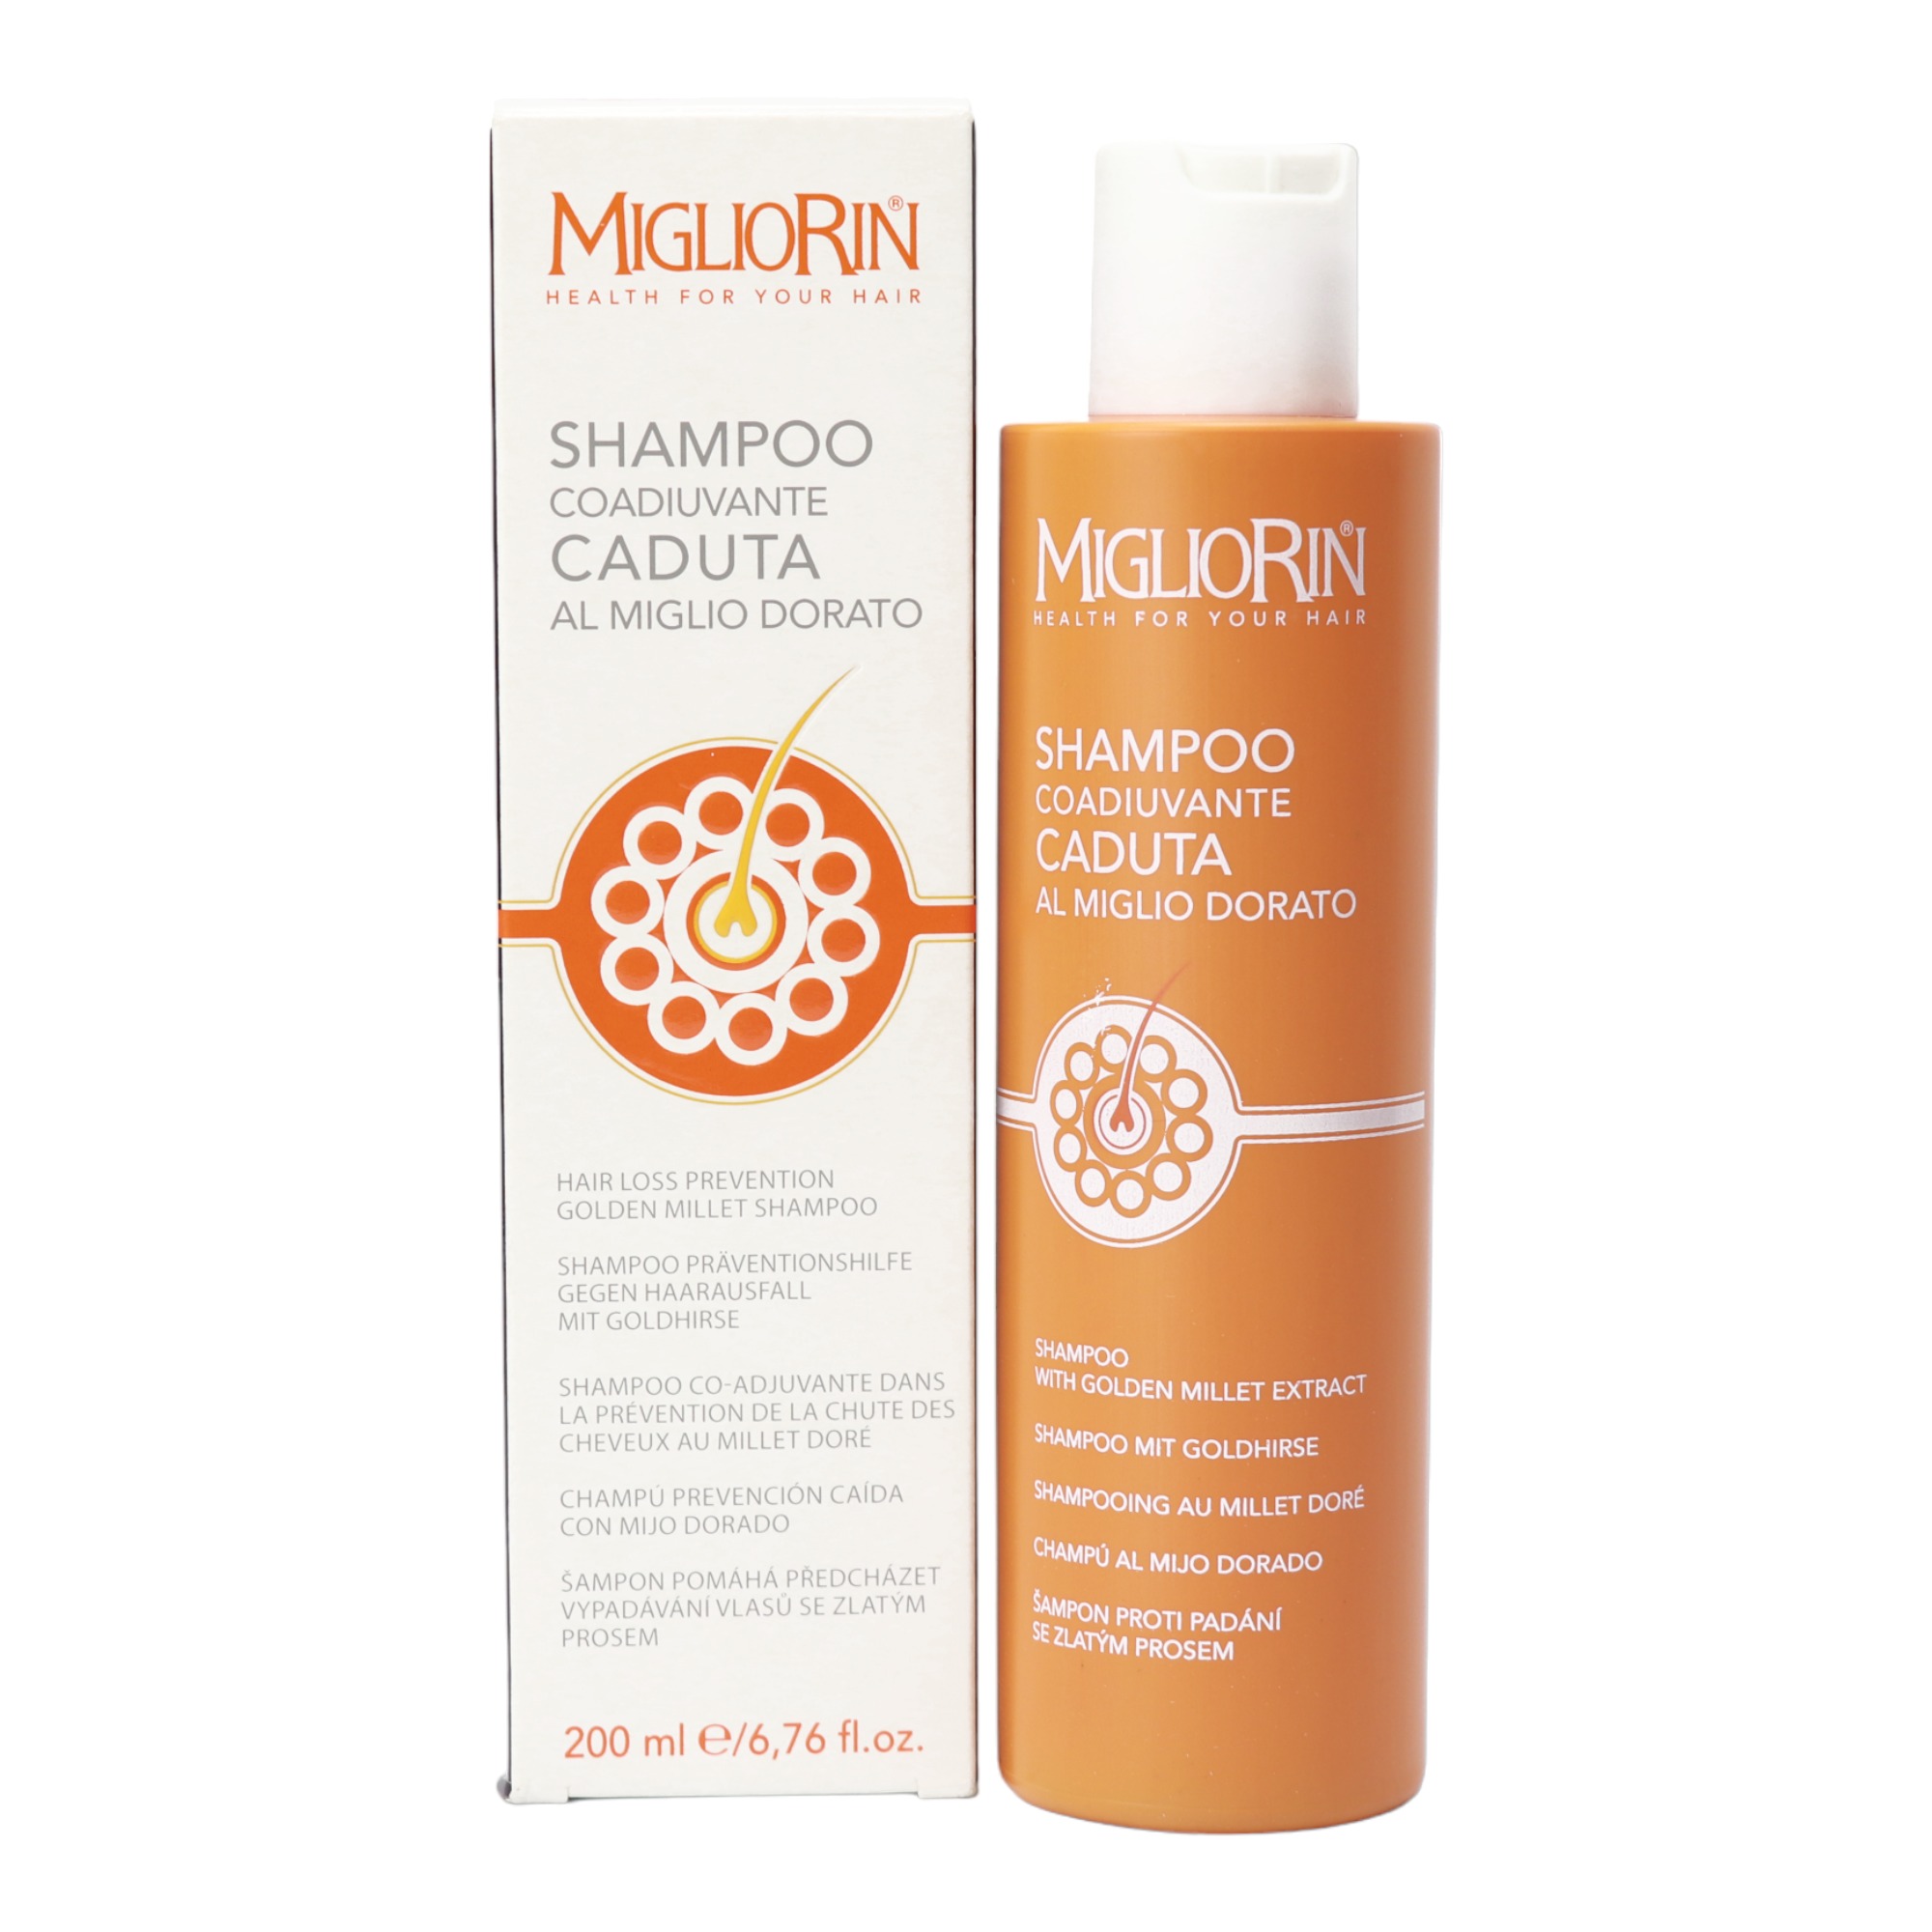 MIGLIORIN®
HEALTH FOR YOUR HAIR
SHAMPOO
COADIUVANTE
CADUTA
AL MIGLIO DORATO
HAIR LOSS PREVENTION
GOLDEN MILLET SHAMPOO
SHAMPOO PRÄVENTIONSHILFE
GEGEN HAARAUSFALL
MIT GOLDHIRSE
SHAMPOO CO-ADJUVANTE DANS
LA PRÉVENTION DE LA CHUTE DES
CHEVEUX AU MILLET DORÉ
CHAMPÚ PREVENCIÓN CAÍDA
CON MIJO DORADO
ŠAMPON POMÁHÁ PŘEDCHÁZET
VYPADÁVÁNÍ VLASŮ SE ZLATÝM
PROSEM
200 ml ℮/6,76 fl.oz.
MIGLIORIN®
HEALTH FOR YOUR HAIR
SHAMPOO
COADIUVANTE
CADUTA
AL MIGLIO DORATO
SHAMPOO
WITH GOLDEN MILLET EXTRACT
SHAMPOO MIT GOLDHIRSE
SHAMPOOING AU MILLET DORÉ
CHAMPÚ AL MIJO DORADO
ŠAMPON PROTI PADÁNÍ
SE ZLATÝM PROSEM